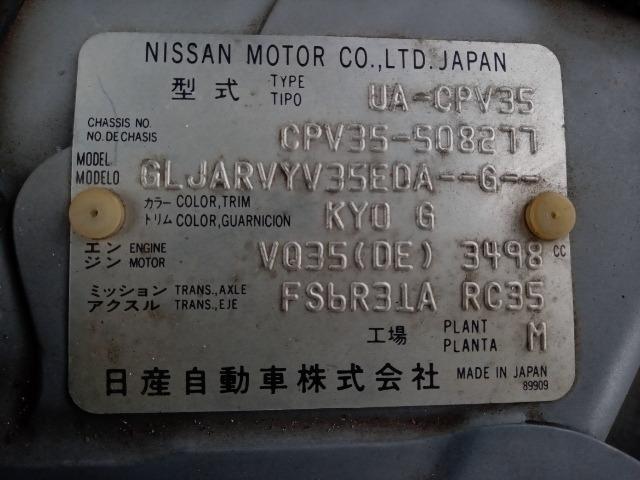 NISSAN MOTOR CO.,LTD. JAPAN
型式 TYPE TIPO UA-CPV35
CHASSIS NO. NO. DE CHASIS CPV35-508277
MODEL MODELO GLJARVYV35EDA--G--
カラー COLOR,TRIM トリム COLOR,GUARNICION KY0 G
エンジン ENGINE MOTOR VQ35(DE) 3498 CC
ミッション TRANS.,AXLE アクスル TRANS.,EJE FS6R31A RC35
工場 PLANT PLANTA M
日産自動車株式会社 MADE IN JAPAN
89909